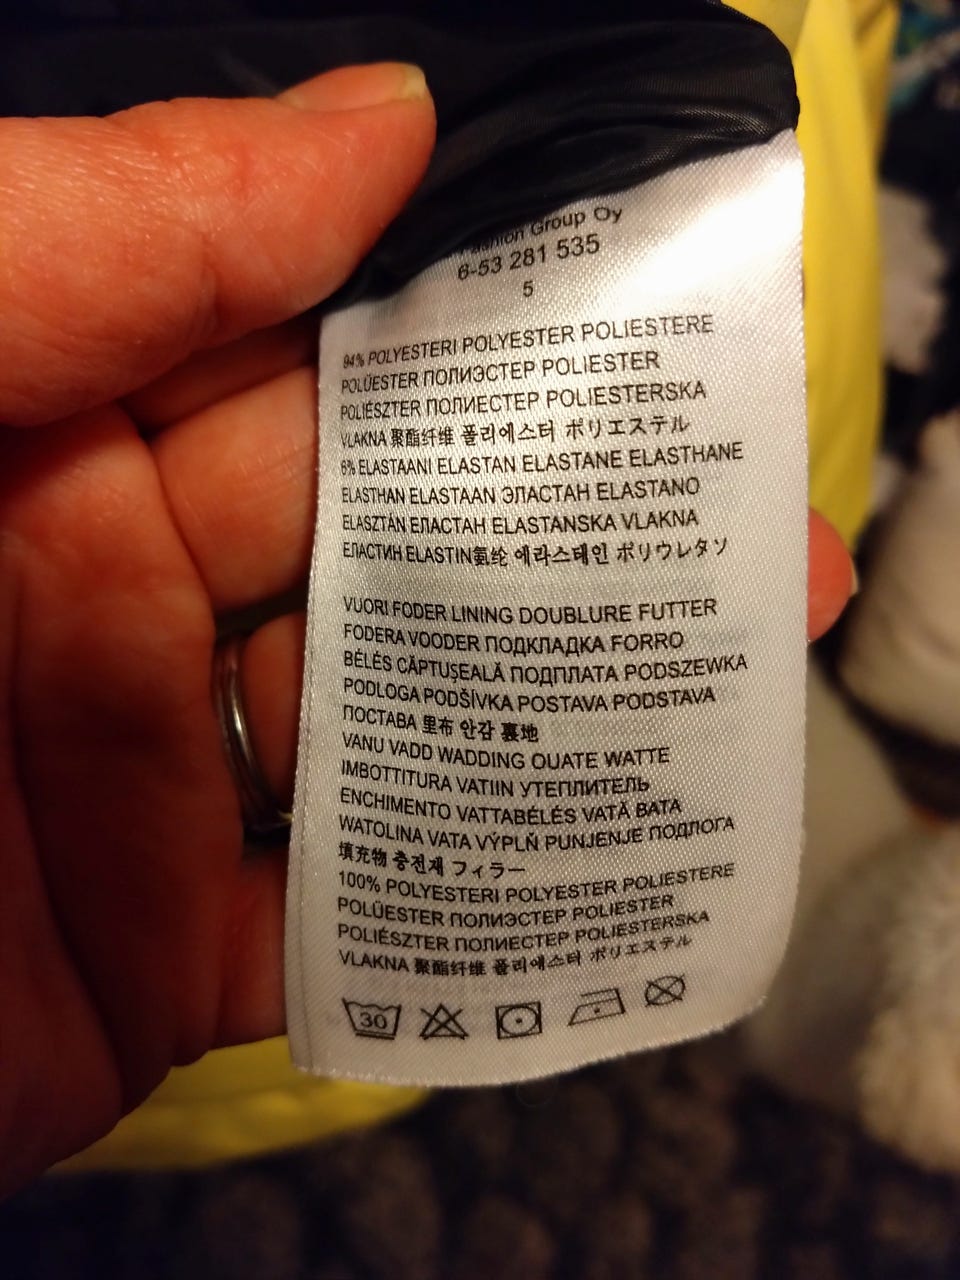 Fashion Group Oy
6-53 281 535
5
94% POLYESTERI POLYESTER POLIESTERE
POLÜESTER ПОЛИЭСТЕР POLIESTER
POLIÉSZTER ПОЛИЕСТЕР POLIESTERSKA
VLAKNA 聚酯纤维 폴리에스터 ポリエステル
6% ELASTAANI ELASTAN ELASTANE ELASTHANE
ELASTHAN ELASTAAN ЭЛАСТАН ELASTANO
ELASZTÁN ЕЛАСТАН ELASTANSKA VLAKNA
ЕЛАСТИН ELASTIN氨纶 에라스테인 ポリウレタソ
VUORI FODER LINING DOUBLURE FUTTER
FODERA VOODER ПОДКЛАДКА FORRO
BÉLÉS CĂPTUŞEALĂ ПОДПЛАТА PODSZEWKA
PODLOGA PODŠÍVKA POSTAVA PODSTAVA
ПОСТАВА 里布 안감 裏地
VANU VADD WADDING OUATE WATTE
IMBOTTITURA VATIIN УТЕПЛИТЕЛЬ
ENCHIMENTO VATTABÉLÉS VATĂ ВАТА
WATOLINA VATA VÝPLŇ PUNJENJE ПОДЛОГА
填充物 충전재 フィラー
100% POLYESTERI POLYESTER POLIESTERE
POLÜESTER ПОЛИЭСТЕР POLIESTER
POLIÉSZTER ПОЛИЕСТЕР POLIESTERSKA
VLAKNA 聚酯纤维 폴리에스터 ポリエステル
30